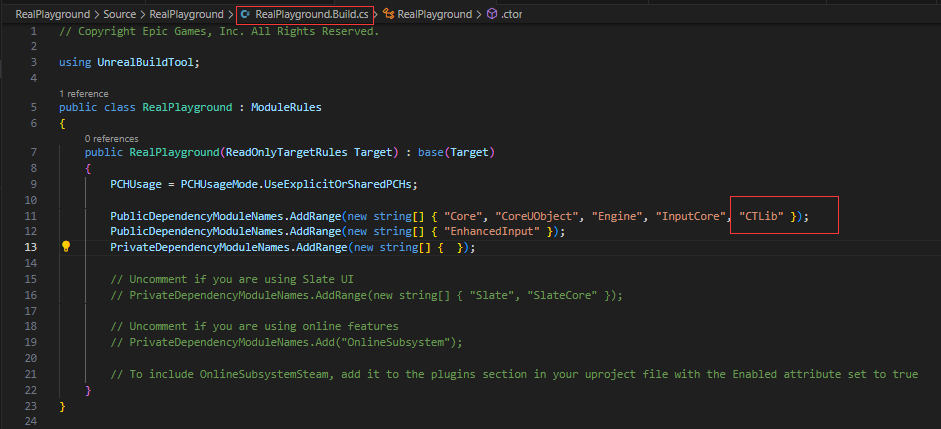 RealPlayground > Source > RealPlayground > RealPlayground.Build.cs > RealPlayground > .ctor
1 // Copyright Epic Games, Inc. All Rights Reserved.
2
3 using UnrealBuildTool;
4
1 reference
5 public class RealPlayground : ModuleRules
6 {
0 references
7 public RealPlayground(ReadOnlyTargetRules Target) : base(Target)
8 {
9 PCHUsage = PCHUsageMode.UseExplicitOrSharedPCHs;
10
11 PublicDependencyModuleNames.AddRange(new string[] { "Core", "CoreUObject", "Engine", "InputCore", "CTLib" });
12 PublicDependencyModuleNames.AddRange(new string[] { "EnhancedInput" });
13 PrivateDependencyModuleNames.AddRange(new string[] {  });
14
15 // Uncomment if you are using Slate UI
16 // PrivateDependencyModuleNames.AddRange(new string[] { "Slate", "SlateCore" });
17
18 // Uncomment if you are using online features
19 // PrivateDependencyModuleNames.Add("OnlineSubsystem");
20
21 // To include OnlineSubsystemSteam, add it to the plugins section in your uproject file with the Enabled attribute set to true
22 }
23 }
24